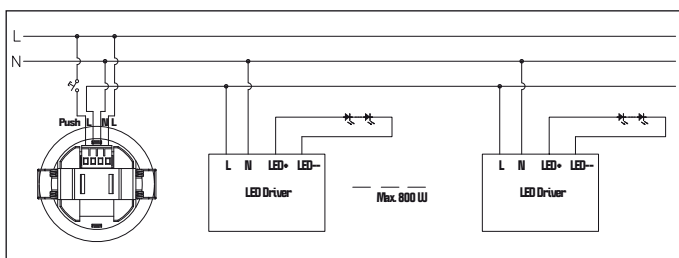 L
N
Push L N L
L N LED+ LED--
LED Driver
Max. 800 W
L N LED+ LED--
LED Driver